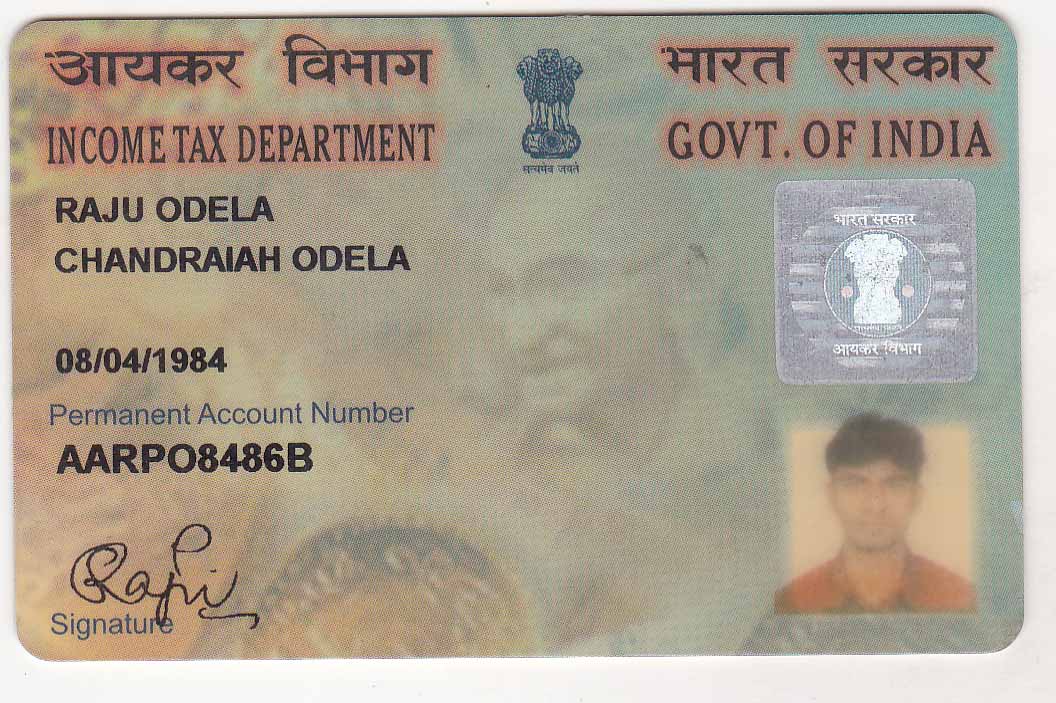 आयकर विभाग
भारत सरकार
INCOME TAX DEPARTMENT
GOVT. OF INDIA
सत्यमेव जयते
RAJU ODELA
CHANDRAIAH ODELA
08/04/1984
Permanent Account Number
AARPO8486B
Raju
Signature
भारत सरकार
आयकर विभाग